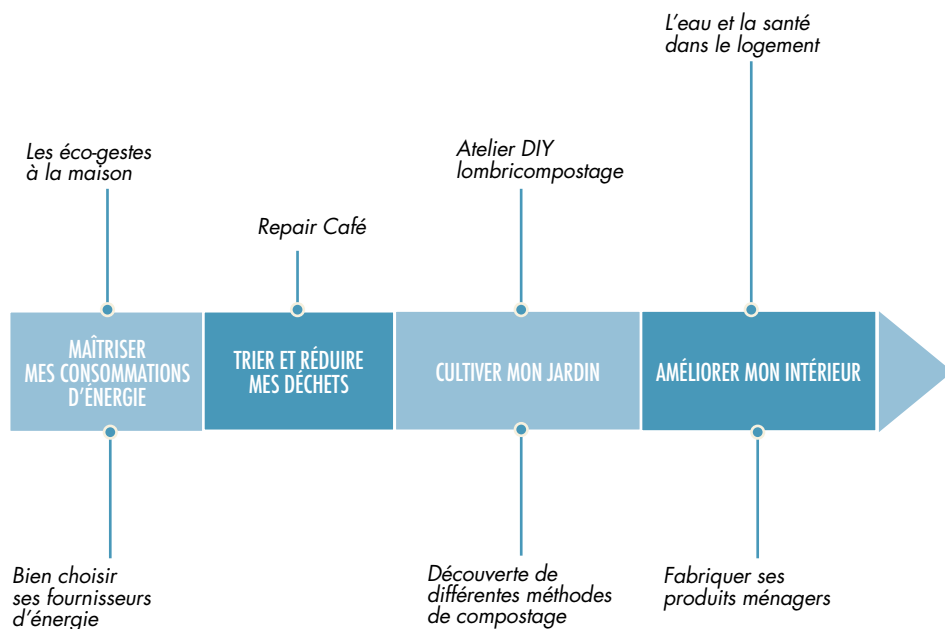 L'eau et la santé
dans le logement
Les éco-gestes
à la maison
Atelier DIY
lombricompostage
Repair Café
MAÎTRISER
MES CONSOMMATIONS
D'ÉNERGIE
TRIER ET RÉDUIRE
MES DÉCHETS
CULTIVER MON JARDIN
AMÉLIORER MON INTÉRIEUR
Bien choisir
ses fournisseurs
d'énergie
Découverte de
différentes méthodes
de compostage
Fabriquer ses
produits ménagers